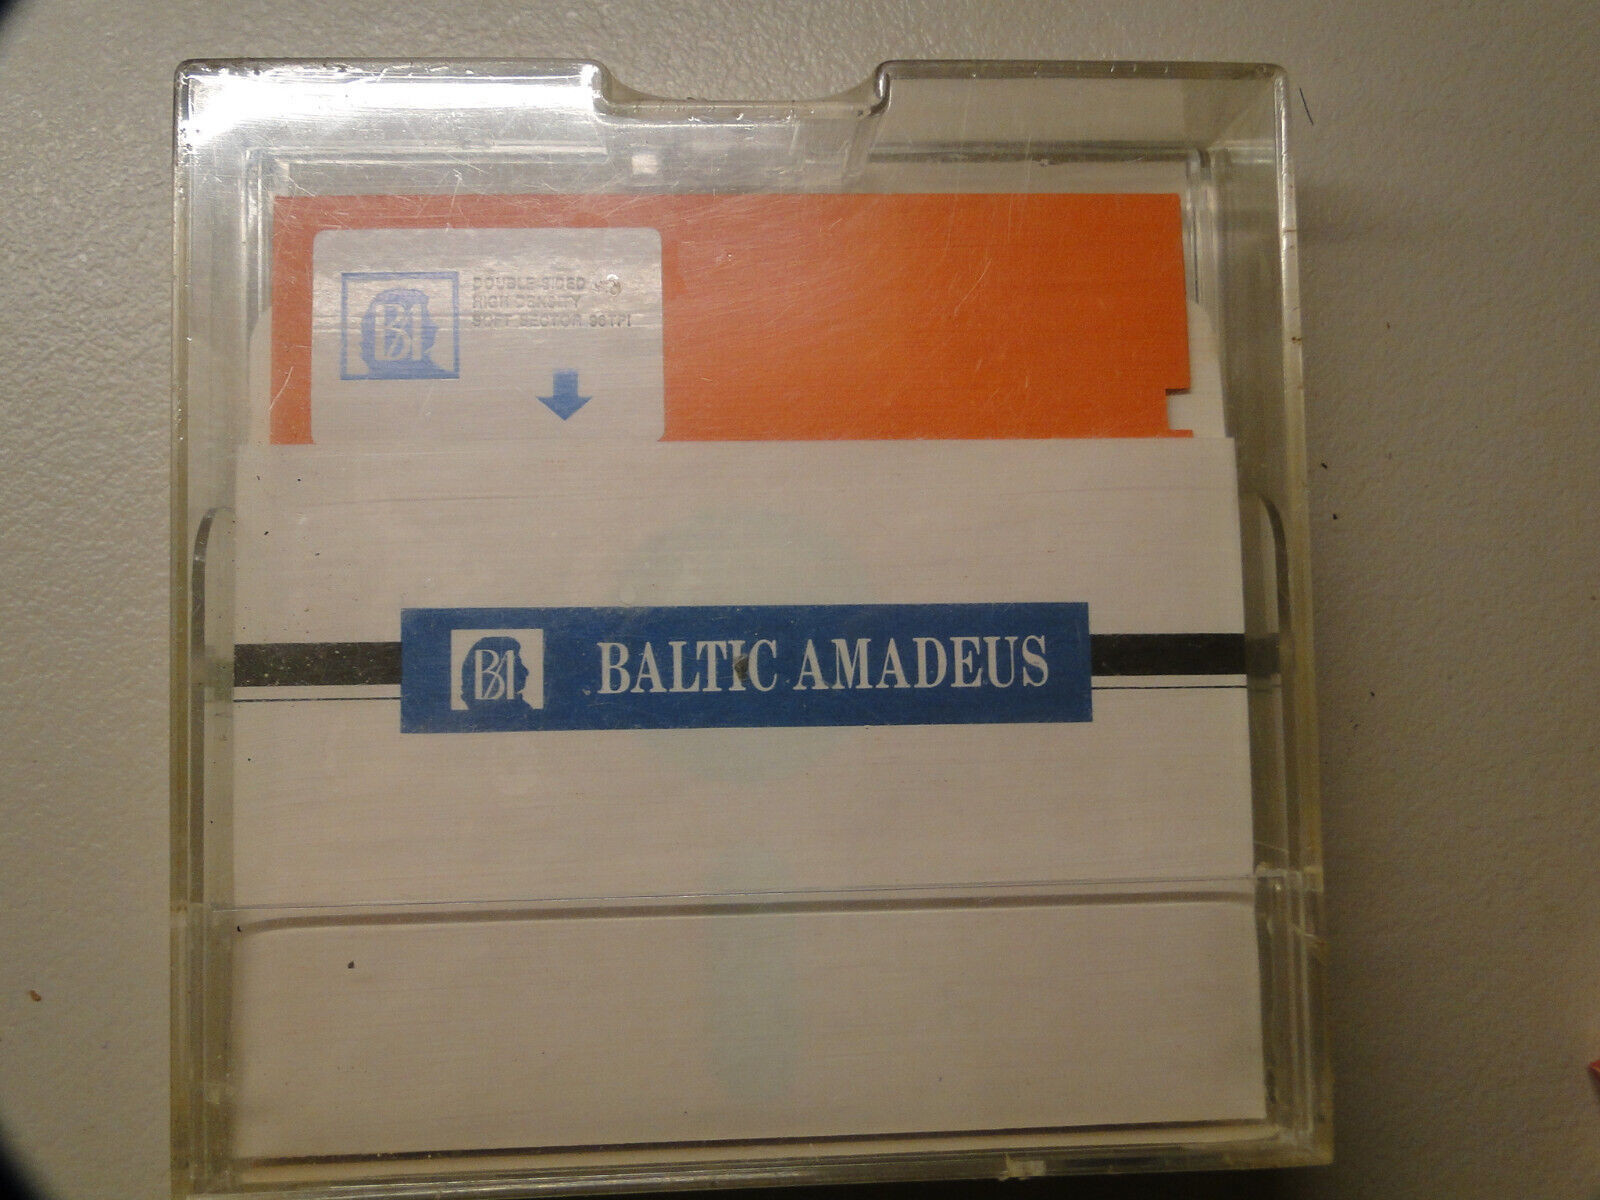 BA
DOUBLE SIDED
HIGH DENSITY
SOFT SECTOR 96TPI
BA
BALTIC AMADEUS